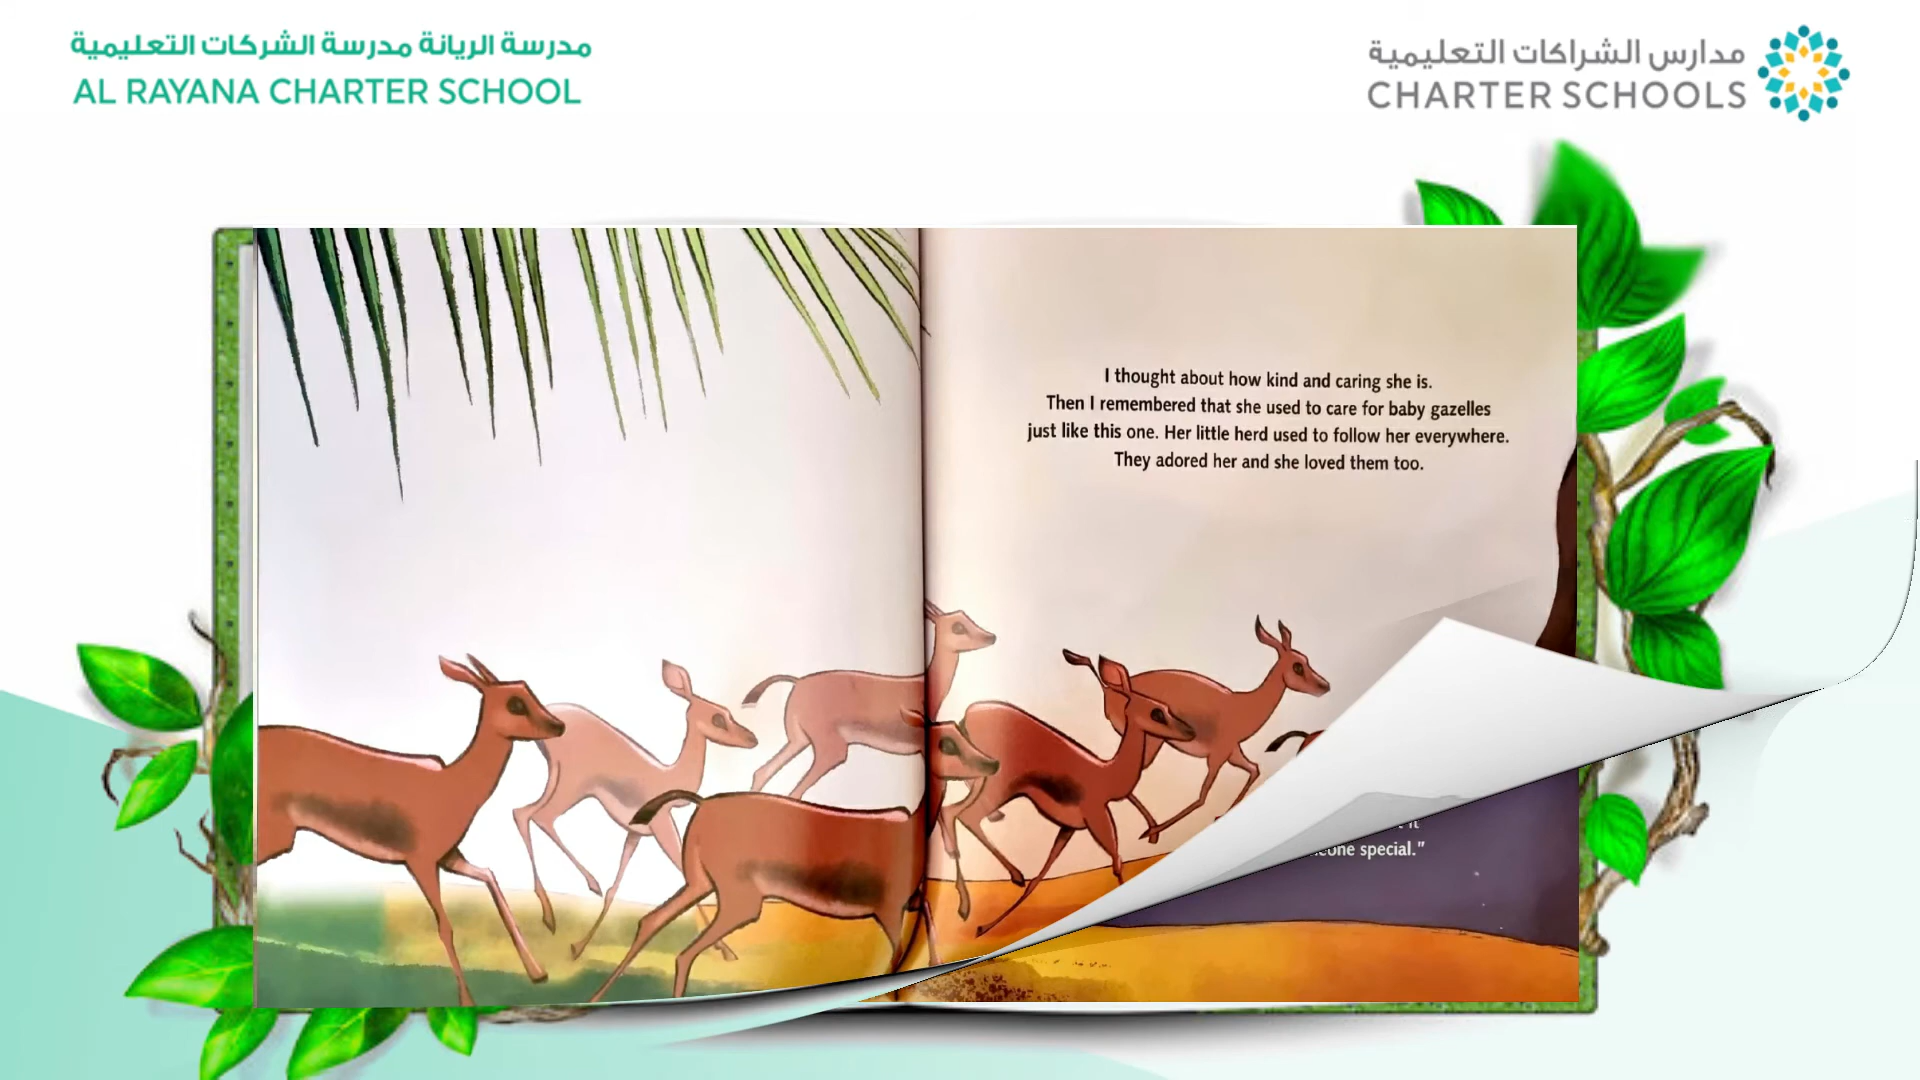 مدرسة الريانة مدرسة الشركات التعليمية
AL RAYANA CHARTER SCHOOL
مدارس الشراكات التعليمية
CHARTER SCHOOLS
I thought about how kind and caring she is.
Then I remembered that she used to care for baby gazelles
just like this one. Her little herd used to follow her everywhere.
They adored her and she loved them too.
special."